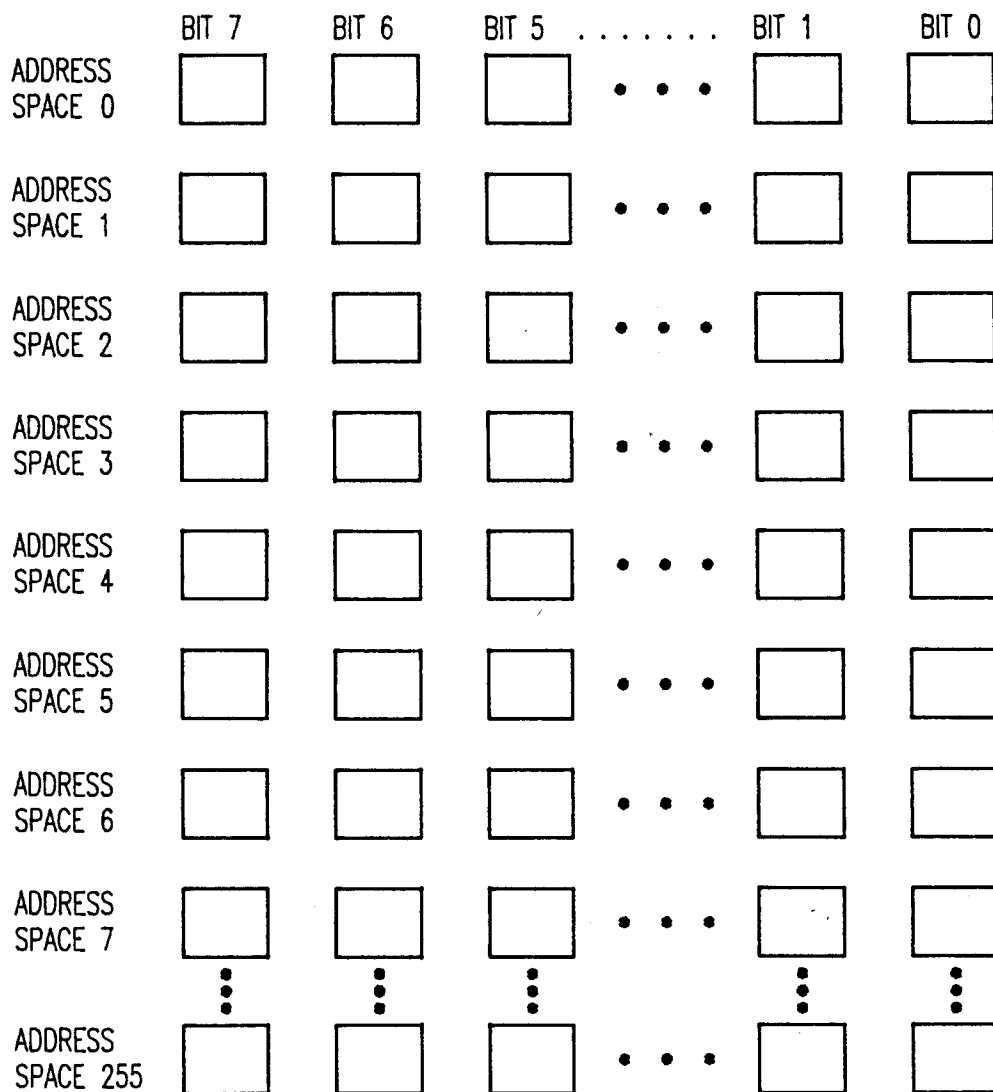 BIT 7 BIT 6 BIT 5 . . . . . . . BIT 1 BIT 0
ADDRESS
SPACE 0
ADDRESS
SPACE 1
ADDRESS
SPACE 2
ADDRESS
SPACE 3
ADDRESS
SPACE 4
ADDRESS
SPACE 5
ADDRESS
SPACE 6
ADDRESS
SPACE 7
ADDRESS
SPACE 255